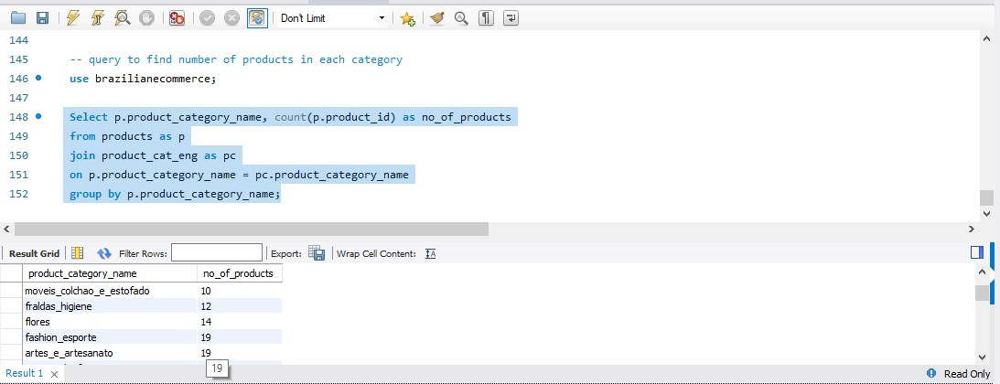 Don't Limit
144
145 -- query to find number of products in each category
146 use brazilianecommerce;
147
148 Select p.product_category_name, count(p.product_id) as no_of_products
149 from products as p
150 join product_cat_eng as pc
151 on p.product_category_name = pc.product_category_name
152 group by p.product_category_name;
Result Grid Filter Rows: Export: Wrap Cell Content:
product_category_name no_of_products
moveis_colchao_e_estofado 10
fraldas_higiene 12
flores 14
fashion_esporte 19
artes_e_artesanato 19
19
Result 1 Read Only